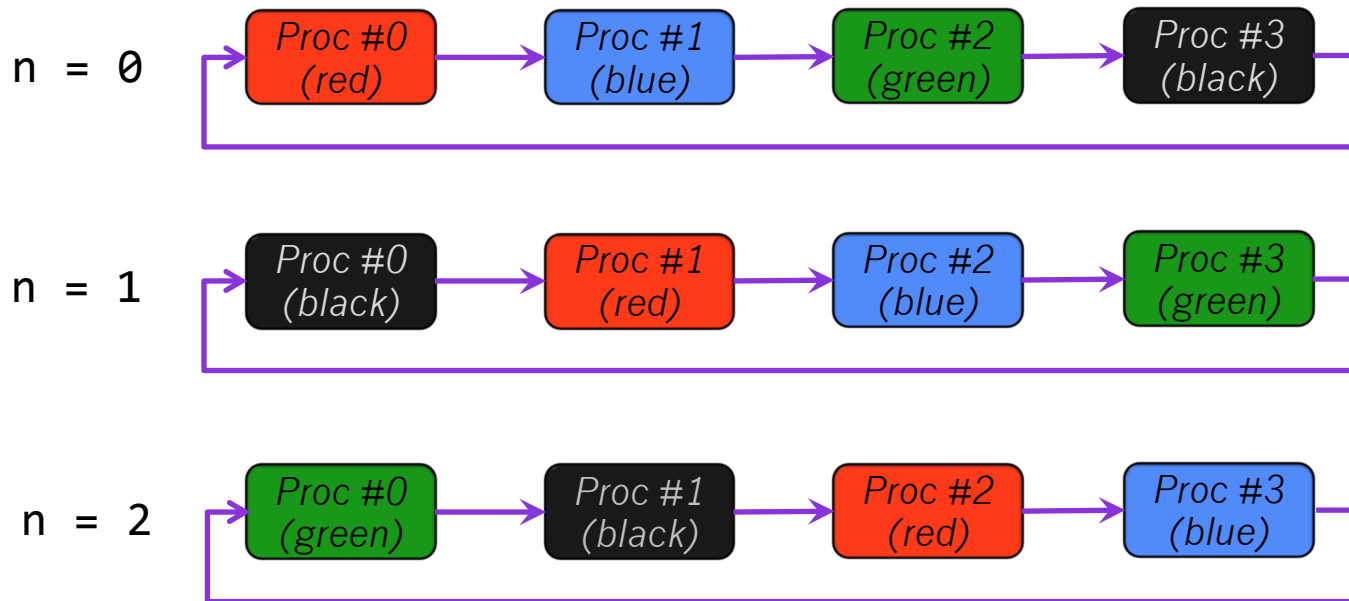 n = 0
Proc #0
(red)
Proc #1
(blue)
Proc #2
(green)
Proc #3
(black)
n = 1
Proc #0
(black)
Proc #1
(red)
Proc #2
(blue)
Proc #3
(green)
n = 2
Proc #0
(green)
Proc #1
(black)
Proc #2
(red)
Proc #3
(blue)